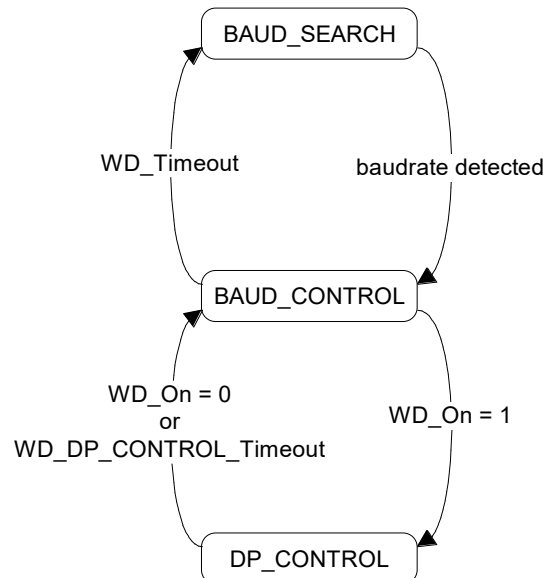 BAUD_SEARCH
WD_Timeout
baudrate detected
BAUD_CONTROL
WD_On = 0
or
WD_DP_CONTROL_Timeout
WD_On = 1
DP_CONTROL